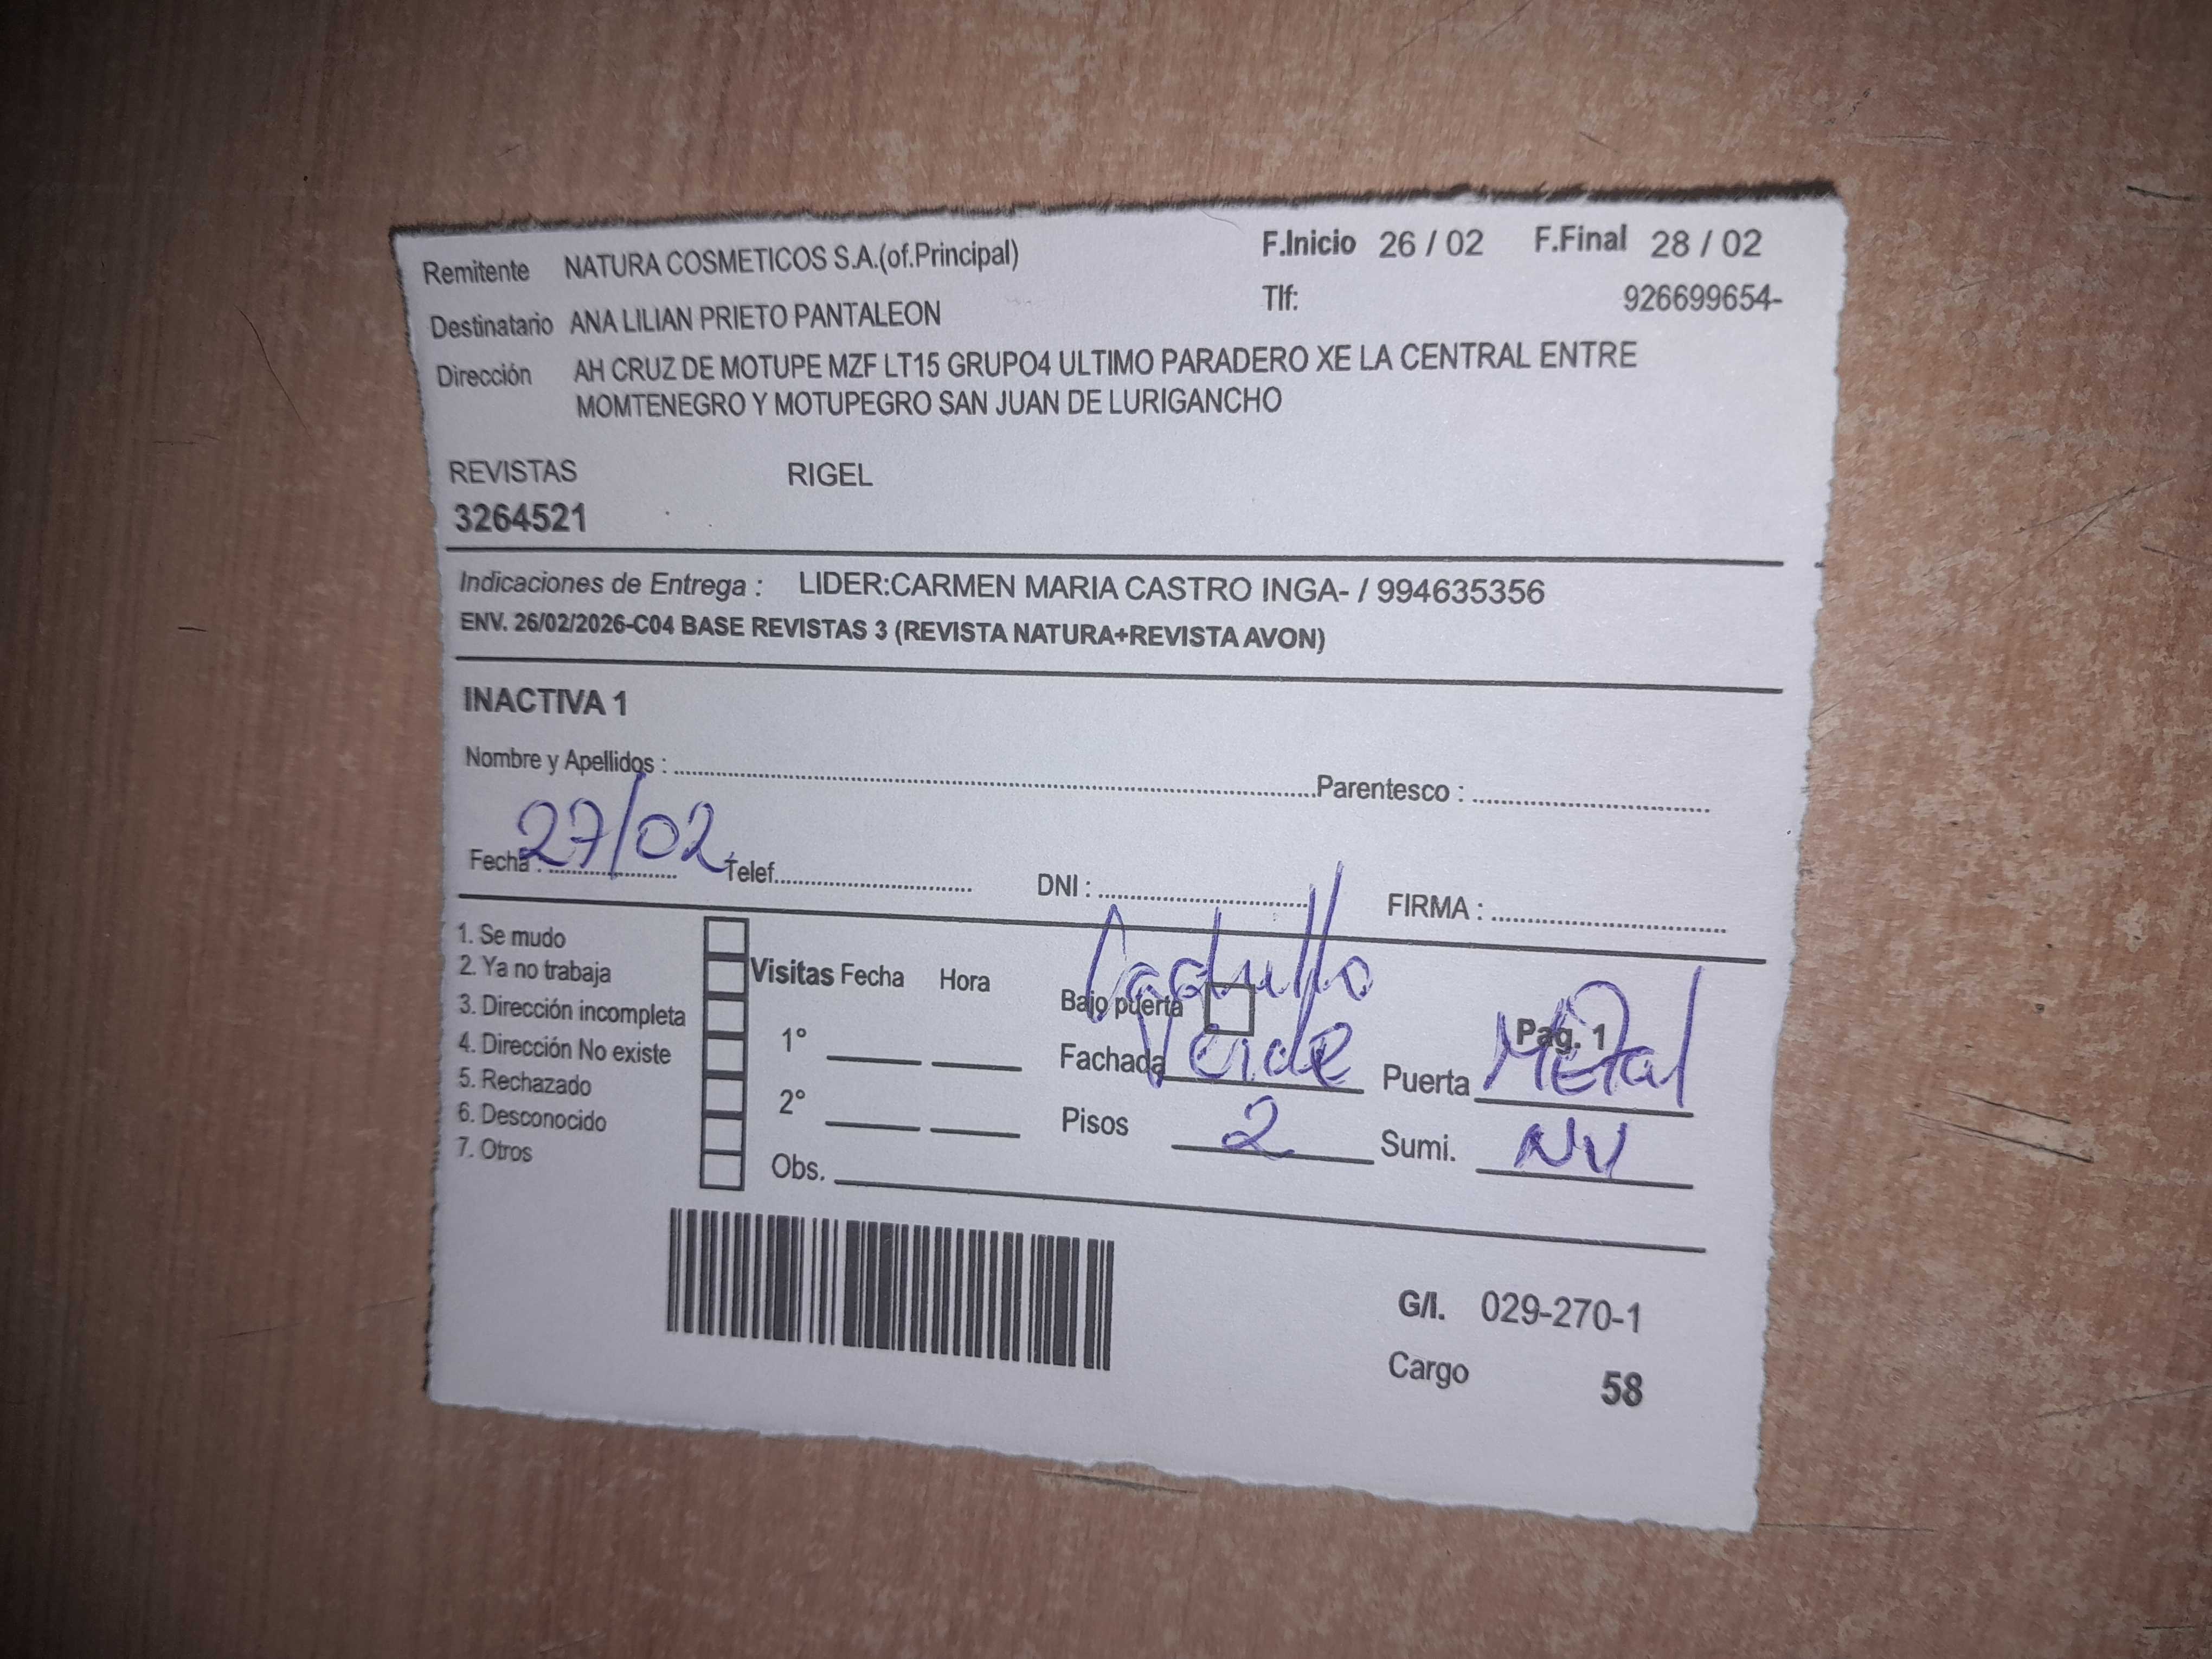 Remitente NATURA COSMETICOS S.A.(of.Principal) F.Inicio 26 / 02 F.Final 28 / 02
Destinatario ANA LILIAN PRIETO PANTALEON Tlf: 926699654-
Dirección AH CRUZ DE MOTUPE MZF LT15 GRUPO4 ULTIMO PARADERO XE LA CENTRAL ENTRE
MOMTENEGRO Y MOTUPEGRO SAN JUAN DE LURIGANCHO
REVISTAS RIGEL
3264521
Indicaciones de Entrega : LIDER:CARMEN MARIA CASTRO INGA- / 994635356
ENV. 26/02/2026-C04 BASE REVISTAS 3 (REVISTA NATURA+REVISTA AVON)
INACTIVA 1
Nombre y Apellidos : Parentesco :
Fecha : 27/02 Telef. DNI : FIRMA :
1. Se mudo
2. Ya no trabaja
3. Dirección incompleta
4. Dirección No existe
5. Rechazado
6. Desconocido
7. Otros
Visitas Fecha Hora
1°
2°
Obs.
Ladrillo
Bajo puerta Pag. 1
Fachada Verde Puerta Metal
Pisos 2 Sumi. NV
G/I. 029-270-1
Cargo 58